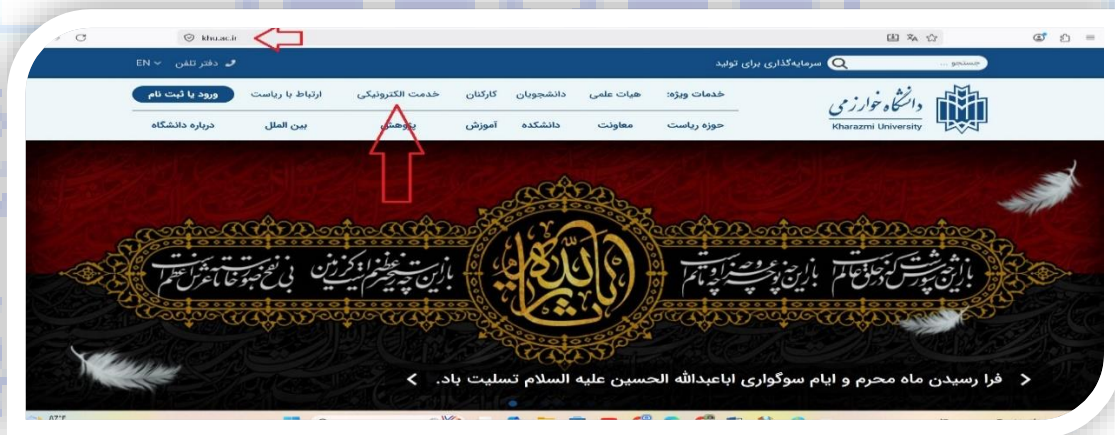 khu.ac.ir
جستجو ...
سرمایه‌گذاری برای تولید
دفتر تلفن
EN
دانشگاه خوارزمی
Kharazmi University
خدمات ویژه: هیات علمی دانشجویان کارکنان خدمت الکترونیکی ارتباط با ریاست ورود یا ثبت نام
حوزه ریاست معاونت دانشکده آموزش پژوهش بین الملل درباره دانشگاه
باز این چه شورش است که در خلق عالم است باز این چه نوحه و چه عزا و چه ماتم است
باز این چه رستخیز عظیم است کز زمین بی نفخ صور خاسته تا عرش اعظم است
فرا رسیدن ماه محرم و ایام سوگواری اباعبدالله الحسین علیه السلام تسلیت باد.